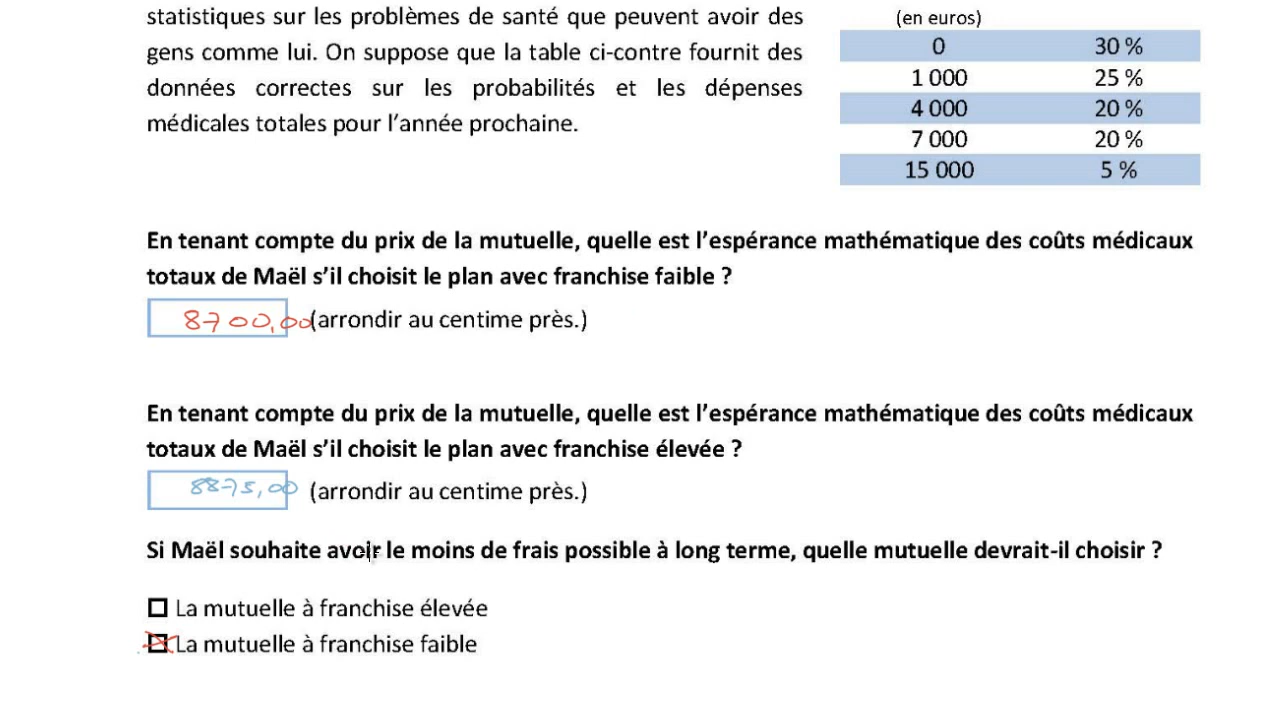 statistiques sur les problèmes de santé que peuvent avoir des
gens comme lui. On suppose que la table ci-contre fournit des
données correctes sur les probabilités et les dépenses
médicales totales pour l’année prochaine.
(en euros)
0 30 %
1 000 25 %
4 000 20 %
7 000 20 %
15 000 5 %
En tenant compte du prix de la mutuelle, quelle est l’espérance mathématique des coûts médicaux
totaux de Maël s’il choisit le plan avec franchise faible ?
8700,00 (arrondir au centime près.)
En tenant compte du prix de la mutuelle, quelle est l’espérance mathématique des coûts médicaux
totaux de Maël s’il choisit le plan avec franchise élevée ?
8875,00 (arrondir au centime près.)
Si Maël souhaite avoir le moins de frais possible à long terme, quelle mutuelle devrait-il choisir ?
La mutuelle à franchise élevée
La mutuelle à franchise faible